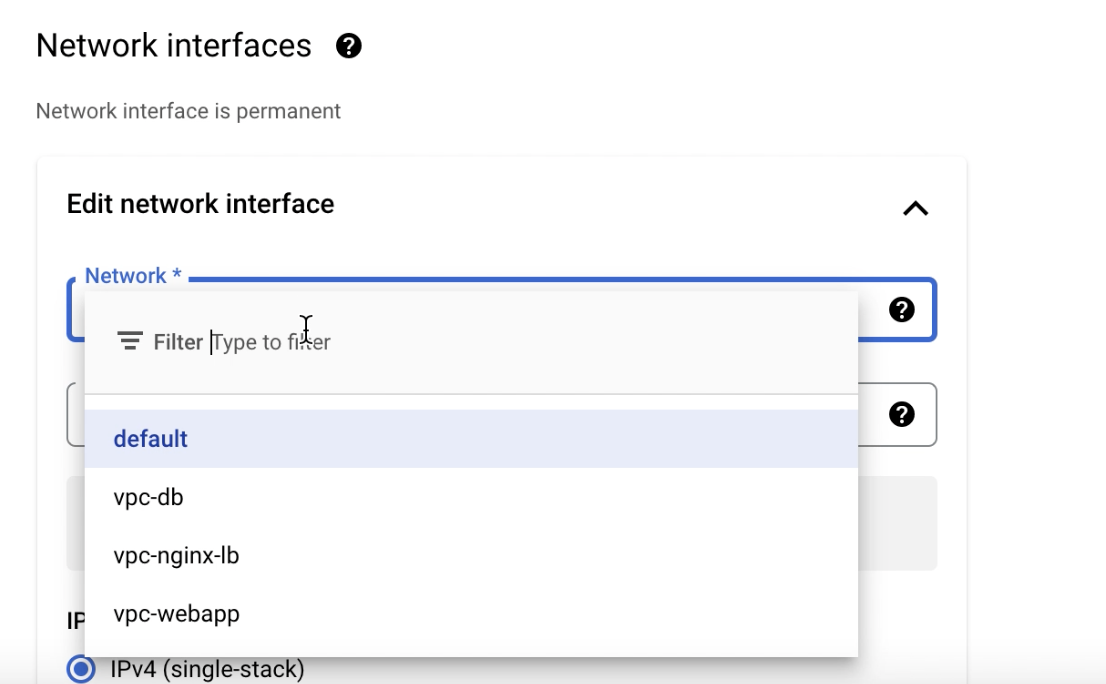 Network interfaces
Network interface is permanent
Edit network interface
Network *
Filter Type to filter
default
vpc-db
vpc-nginx-lb
vpc-webapp
IP
IPv4 (single-stack)